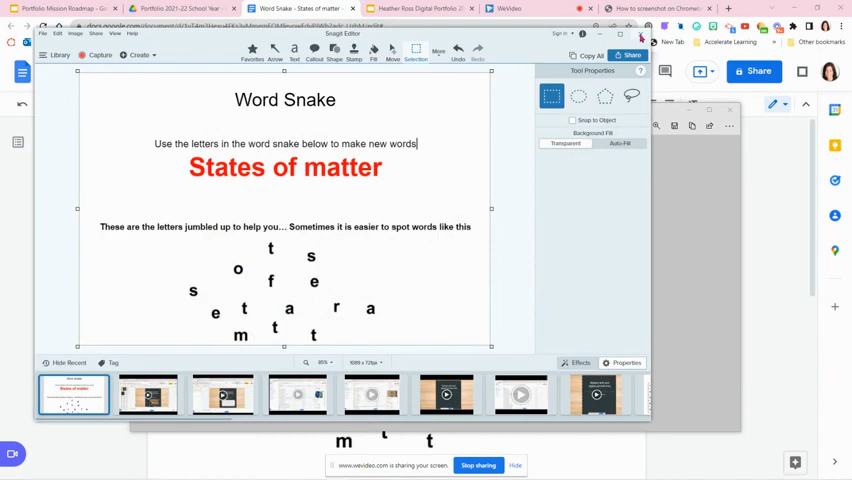 Portfolio Mission Roadmap - Goo
Portfolio 2021-22 School Year
Word Snake - States of matter -
Heather Ross Digital Portfolio 20
WeVideo
How to screenshot on Chrome
New Tab
Accelerate Learning
Other bookmarks
File Edit Image Share View Help
Snagit Editor
Sign in
Library
Capture
Create
Favorites
Arrow
Text
Callout
Shape
Stamp
Fill
Move
Selection
More
Undo
Redo
Copy All
Share
Share
Tool Properties
Snap to Object
Background Fill
Transparent
Auto-Fill
Word Snake
Use the letters in the word snake below to make new words
States of matter
These are the letters jumbled up to help you… Sometimes it is easier to spot words like this
t
s
o
f
e
s
e
t
a
r
a
m
t
t
Hide Recent
Tag
85%
1089 x 721px
Effects
Properties
m
t
t
www.wevideo.com is sharing your screen.
Stop sharing
Hide